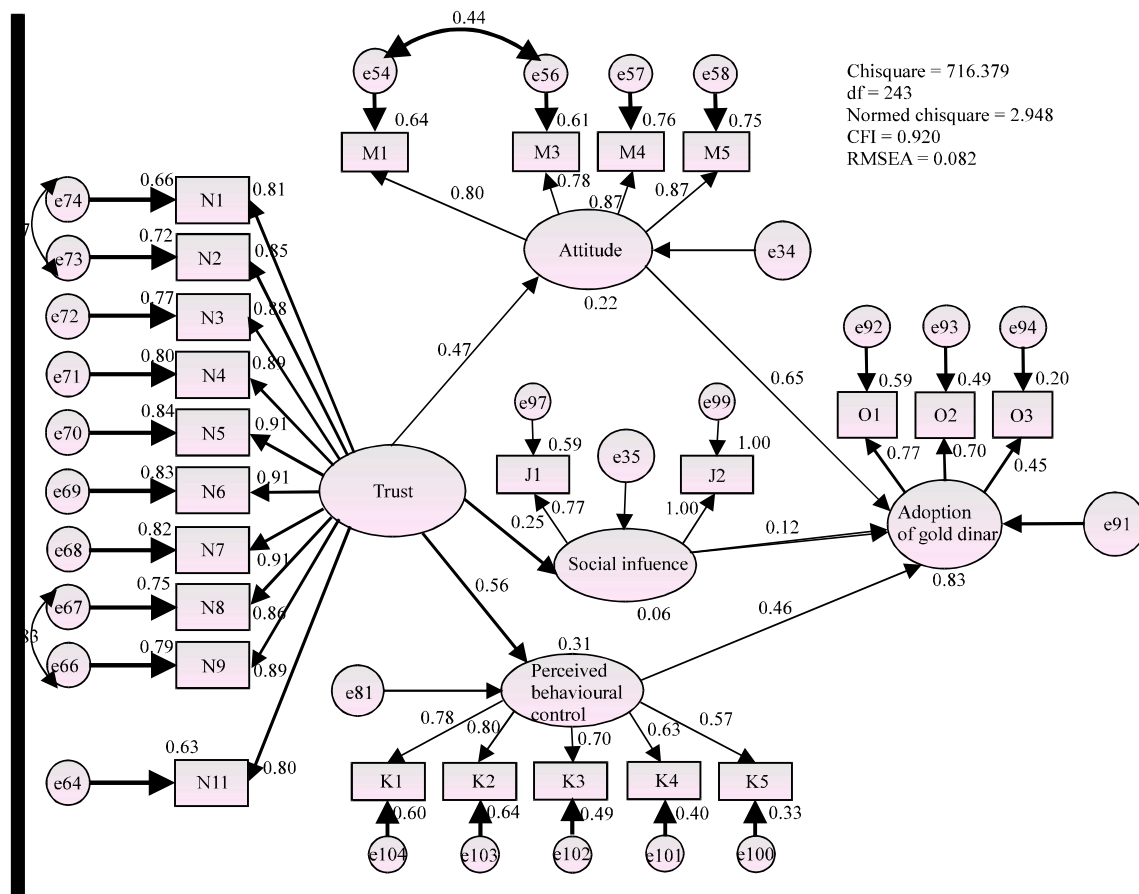 0.44
e54
e56
e57
e58
Chisquare = 716.379
df = 243
Normed chisquare = 2.948
CFI = 0.920
RMSEA = 0.082
0.64
0.61
0.76
0.75
M1
M3
M4
M5
0.80
0.78
0.87
0.87
Attitude
0.22
e34
e74
0.66
N1
0.81
e73
0.72
N2
0.85
e72
0.77
N3
0.88
e71
0.80
N4
0.89
e70
0.84
N5
0.91
e69
0.83
N6
0.91
e68
0.82
N7
0.91
e67
0.75
N8
0.86
e66
0.79
N9
0.89
e64
0.63
N11
0.80
Trust
0.47
0.65
e92
e93
e94
0.59
0.49
0.20
O1
O2
O3
0.77
0.70
0.45
e97
e35
e99
0.59
1.00
J1
J2
0.25
0.77
1.00
Social infuence
0.06
0.12
Adoption
of gold dinar
0.83
e91
0.56
0.46
0.31
Perceived
behavioural
control
e81
0.78
0.80
0.70
0.63
0.57
K1
K2
K3
K4
K5
0.60
0.64
0.49
0.40
0.33
e104
e103
e102
e101
e100